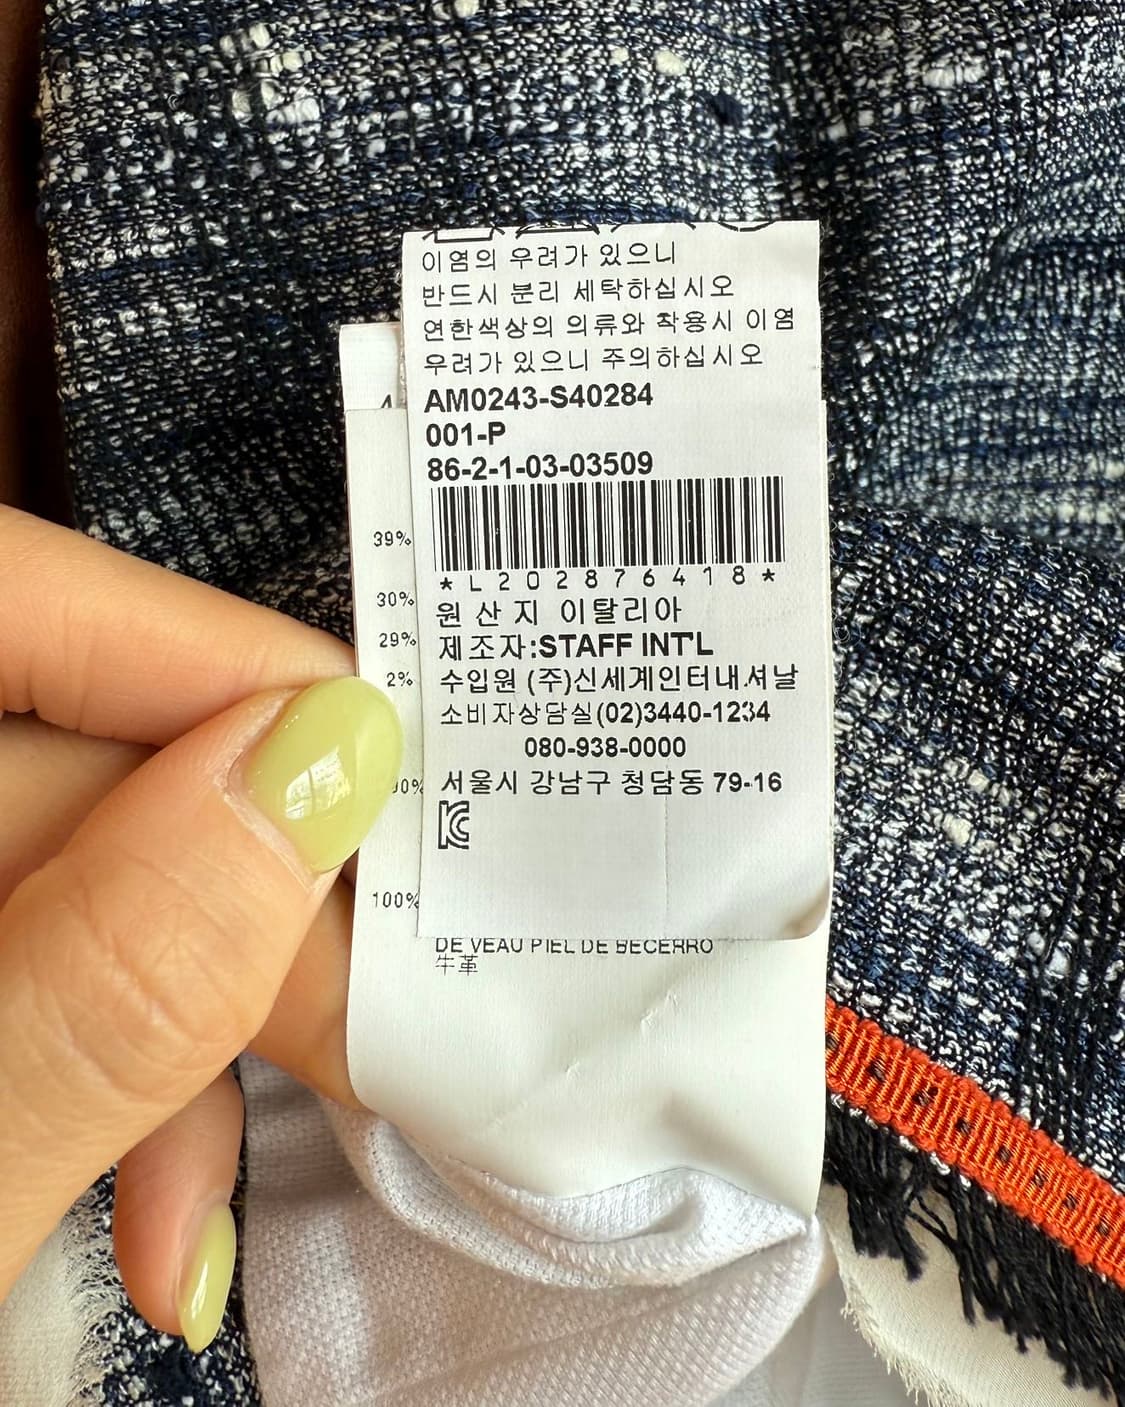 이염의 우려가 있으니
반드시 분리 세탁하십시오
연한색상의 의류와 착용시 이염
우려가 있으니 주의하십시오
AM0243-S40284
001-P
86-2-1-03-03509
*L202876418*
원산지 이탈리아
제조자:STAFF INT'L
수입원 (주)신세계인터내셔날
소비자상담실(02)3440-1234
080-938-0000
서울시 강남구 청담동 79-16
39%
30%
29%
2%
100%
DE VEAU PIEL DE BECERRO
牛革